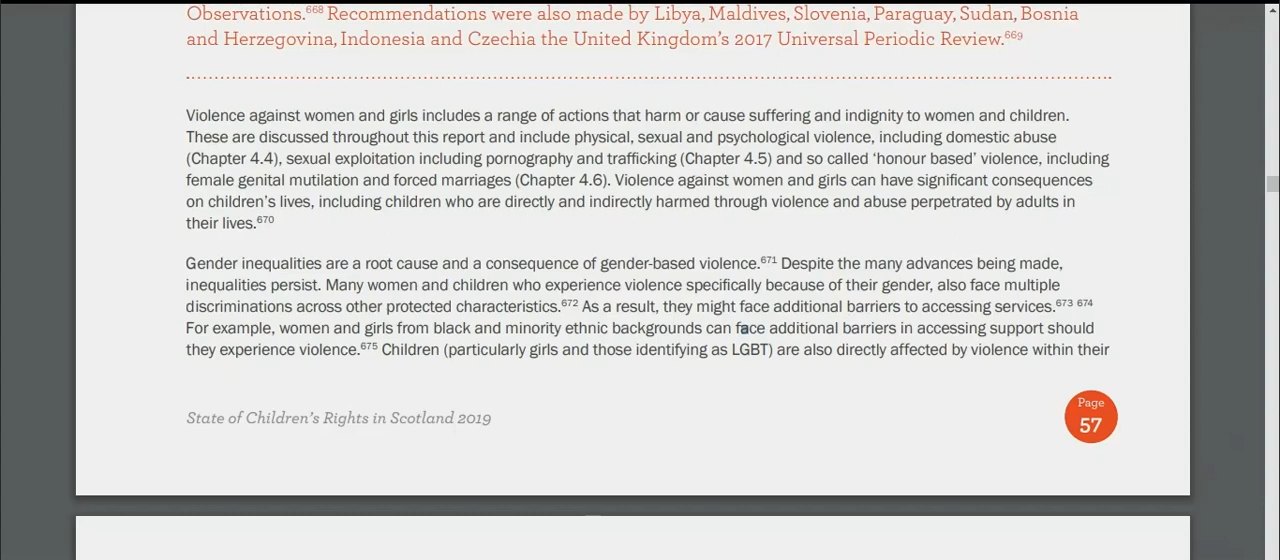 Observations.668 Recommendations were also made by Libya, Maldives, Slovenia, Paraguay, Sudan, Bosnia
and Herzegovina, Indonesia and Czechia the United Kingdom’s 2017 Universal Periodic Review.669
Violence against women and girls includes a range of actions that harm or cause suffering and indignity to women and children.
These are discussed throughout this report and include physical, sexual and psychological violence, including domestic abuse
(Chapter 4.4), sexual exploitation including pornography and trafficking (Chapter 4.5) and so called ‘honour based’ violence, including
female genital mutilation and forced marriages (Chapter 4.6). Violence against women and girls can have significant consequences
on children’s lives, including children who are directly and indirectly harmed through violence and abuse perpetrated by adults in
their lives.670
Gender inequalities are a root cause and a consequence of gender-based violence.671 Despite the many advances being made,
inequalities persist. Many women and children who experience violence specifically because of their gender, also face multiple
discriminations across other protected characteristics.672 As a result, they might face additional barriers to accessing services.673 674
For example, women and girls from black and minority ethnic backgrounds can face additional barriers in accessing support should
they experience violence.675 Children (particularly girls and those identifying as LGBT) are also directly affected by violence within their
State of Children’s Rights in Scotland 2019
Page
57